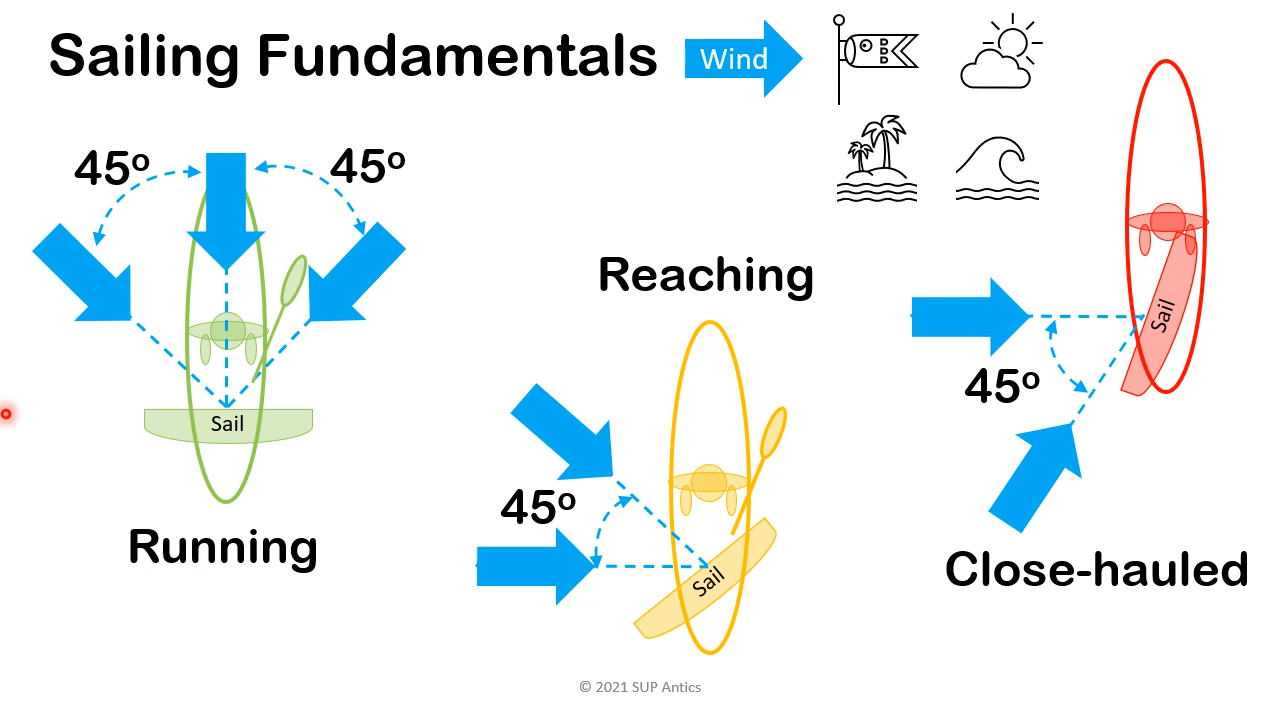 Sailing Fundamentals
Wind
45º
45º
Sail
Running
Reaching
45º
Sail
Sail
45º
Close-hauled
© 2021 SUP Antics